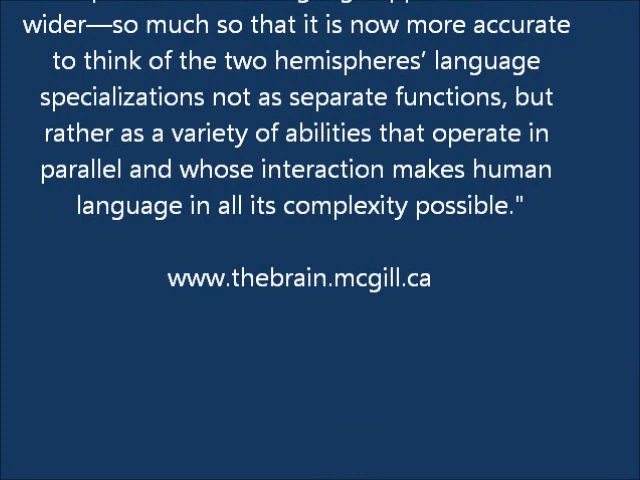 wider—so much so that it is now more accurate
to think of the two hemispheres’ language
specializations not as separate functions, but
rather as a variety of abilities that operate in
parallel and whose interaction makes human
language in all its complexity possible."
www.thebrain.mcgill.ca